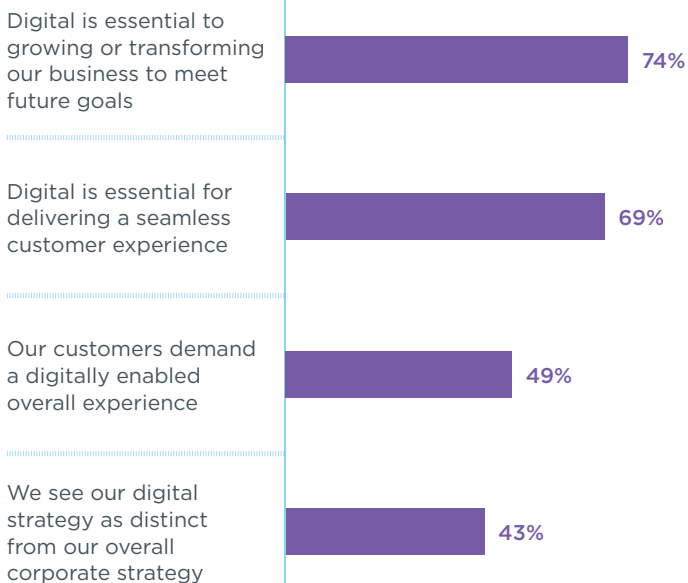 Digital is essential to
growing or transforming
our business to meet
future goals
74%
Digital is essential for
delivering a seamless
customer experience
69%
Our customers demand
a digitally enabled
overall experience
49%
We see our digital
strategy as distinct
from our overall
corporate strategy
43%